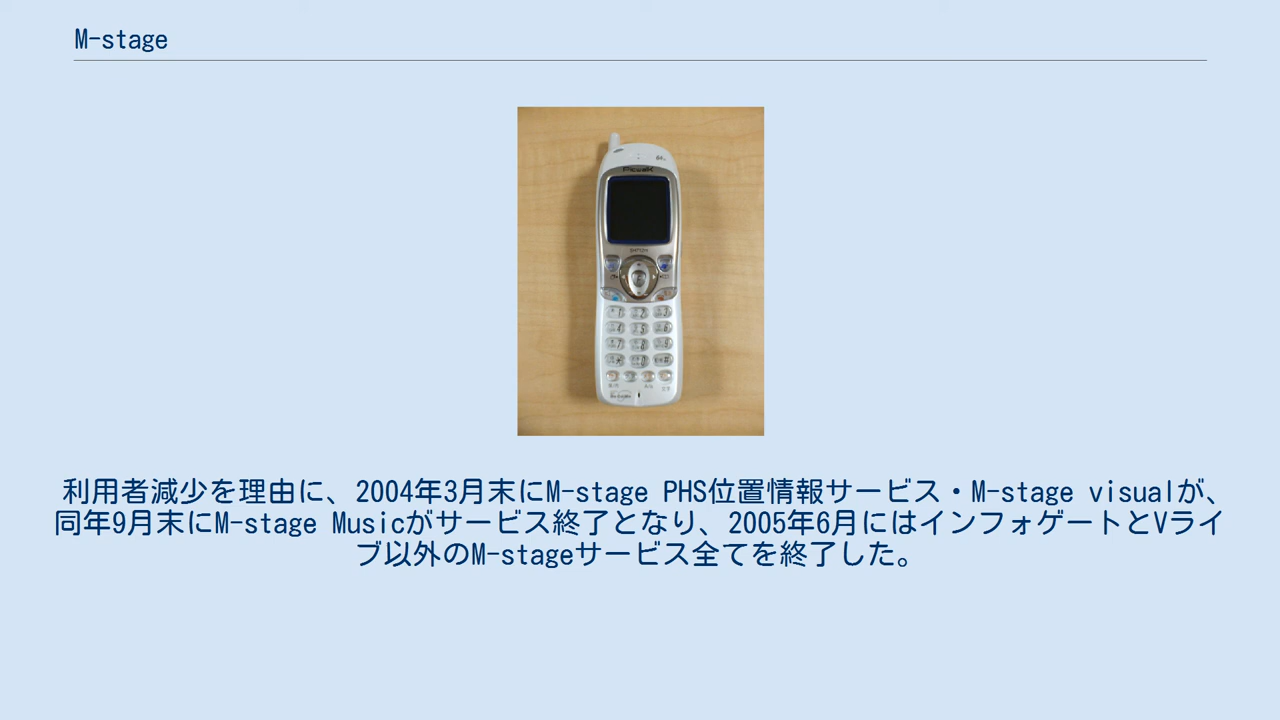 M-stage
利用者減少を理由に、2004年3月末にM-stage PHS位置情報サービス・M-stage visualが、
同年9月末にM-stage Musicがサービス終了となり、2005年6月にはインフォゲートとVライ
ブ以外のM-stageサービス全てを終了した。